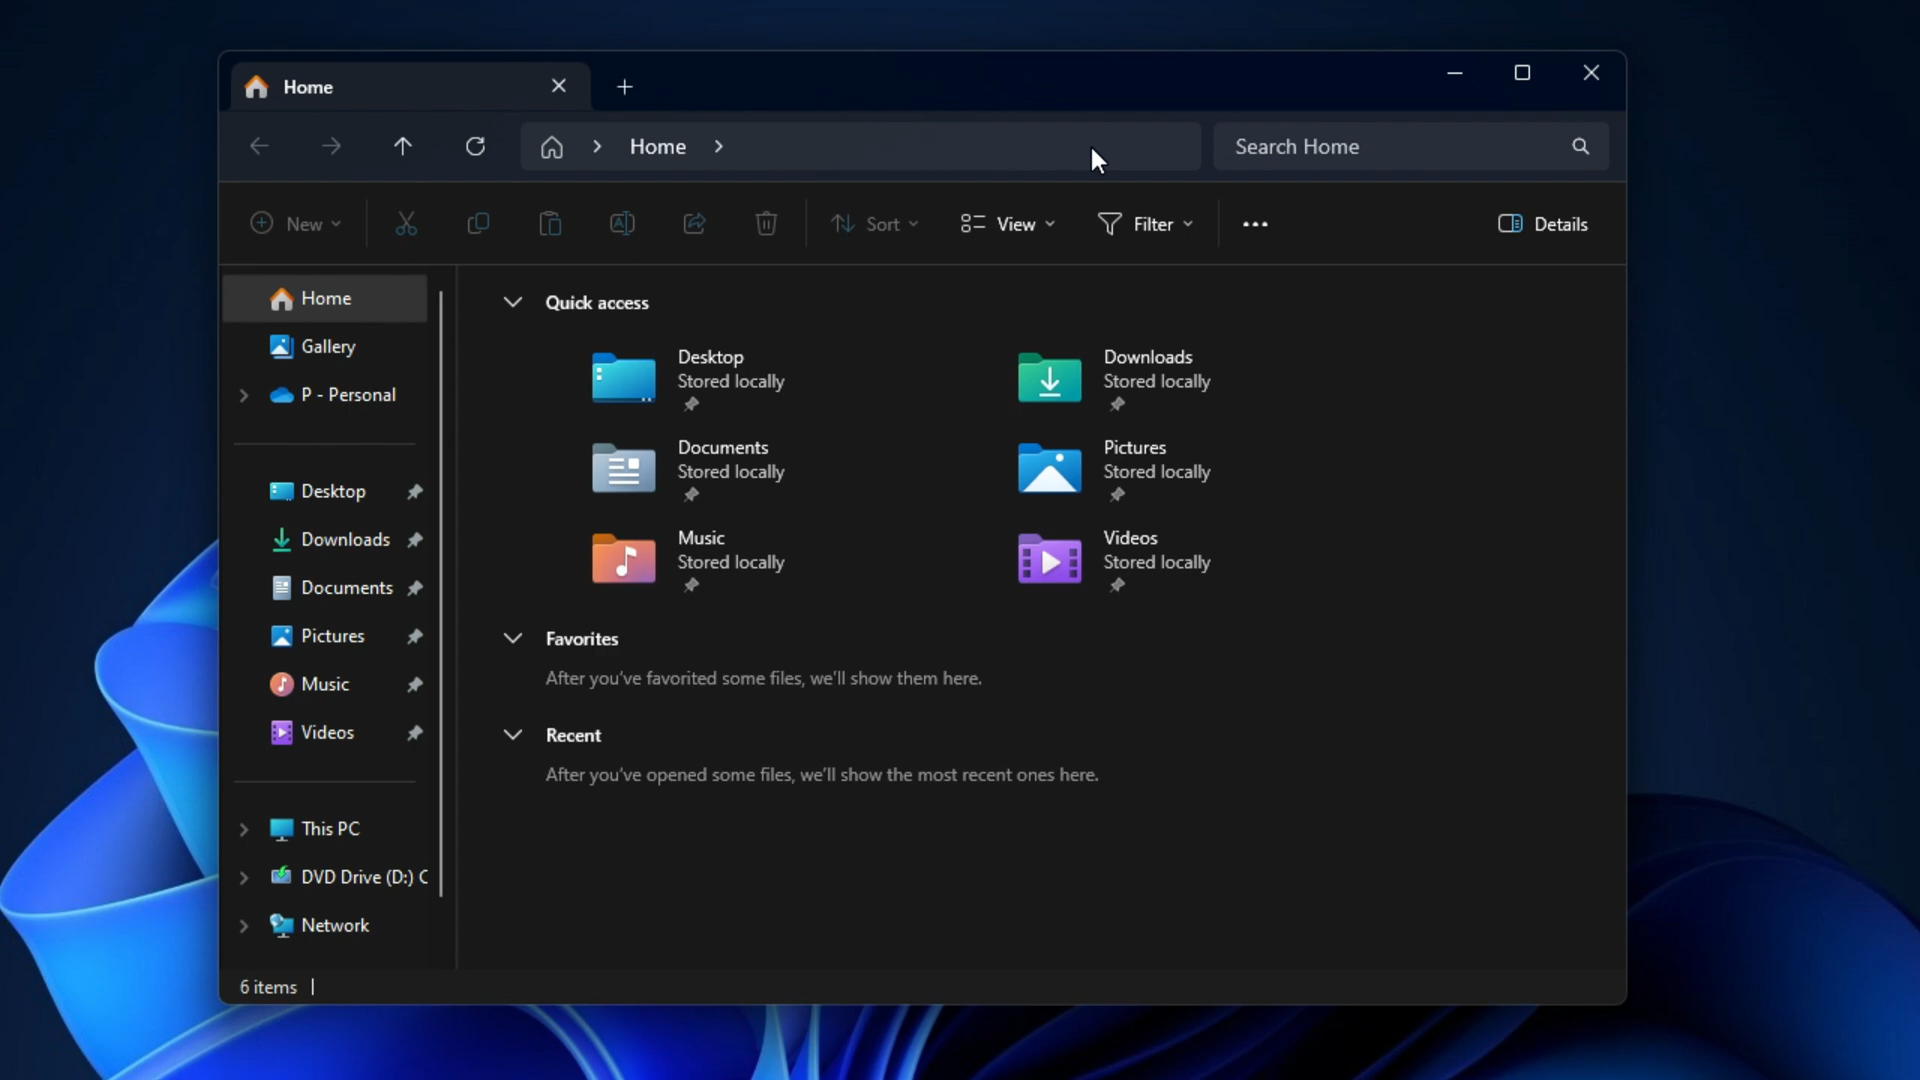 Home
Home
Search Home
New
Sort
View
Filter
Details
Home
Gallery
P - Personal
Desktop
Downloads
Documents
Pictures
Music
Videos
This PC
DVD Drive (D:) C
Network
Quick access
Desktop
Stored locally
Downloads
Stored locally
Documents
Stored locally
Pictures
Stored locally
Music
Stored locally
Videos
Stored locally
Favorites
After you've favorited some files, we'll show them here.
Recent
After you've opened some files, we'll show the most recent ones here.
6 items